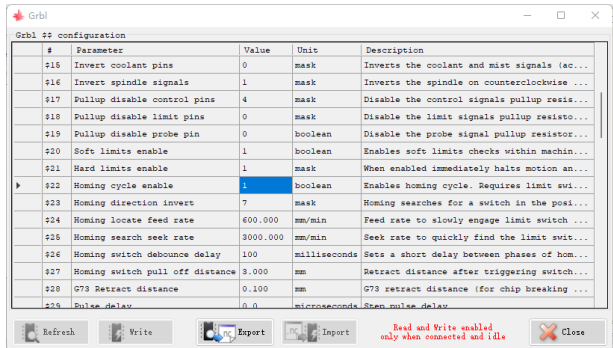 Grbl
Grbl $$ configuration
# Parameter Value Unit Description
$15 Invert coolant pins 0 mask Inverts the coolant and mist signals (ac...
$16 Invert spindle signals 1 mask Inverts the spindle on counterclockwise ...
$17 Pullup disable control pins 4 mask Disable the control signals pullup resis...
$18 Pullup disable limit pins 0 mask Disable the limit signals pullup resisto...
$19 Pullup disable probe pin 0 boolean Disable the probe signal pullup resistor...
$20 Soft limits enable 1 boolean Enables soft limits checks within machin...
$21 Hard limits enable 1 mask When enabled immediately halts motion an...
$22 Homing cycle enable 1 boolean Enables homing cycle. Requires limit swi...
$23 Homing direction invert 7 mask Homing searches for a switch in the posi...
$24 Homing locate feed rate 600.000 mm/min Feed rate to slowly engage limit switch ...
$25 Homing search seek rate 3000.000 mm/min Seek rate to quickly find the limit swit...
$26 Homing switch debounce delay 100 milliseconds Sets a short delay between phases of hom...
$27 Homing switch pull off distance 3.000 mm Retract distance after triggering switch...
$28 G73 Retract distance 0.100 mm G73 retract distance (for chip breaking ...
$29 Pulse delay 0.0 microseconds Step pulse delay
Refresh Write Export Import Read and Write enabled
only when connected and idle Close